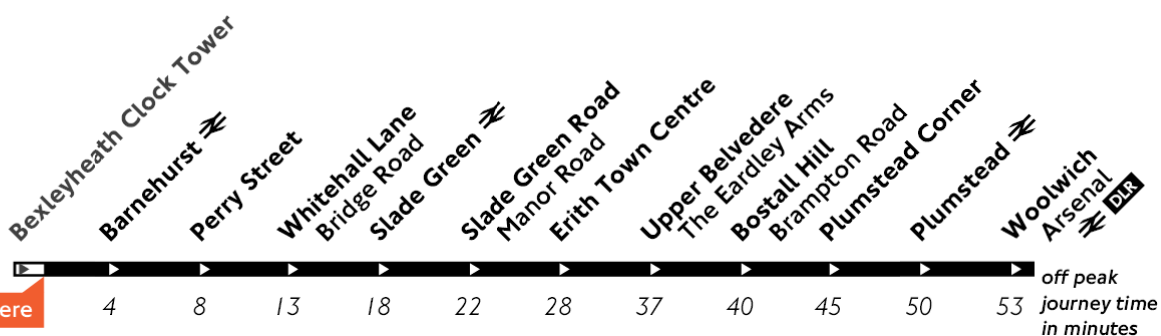 Bexleyheath Clock Tower
Barnehurst
Perry Street
Whitehall Lane
Bridge Road
Slade Green
Slade Green Road
Manor Road
Erith Town Centre
Upper Belvedere
The Eardley Arms
Bostall Hill
Brampton Road
Plumstead Corner
Plumstead
Woolwich
Arsenal
DLR
ere
4 8 13 18 22 28 37 40 45 50 53
off peak
journey time
in minutes